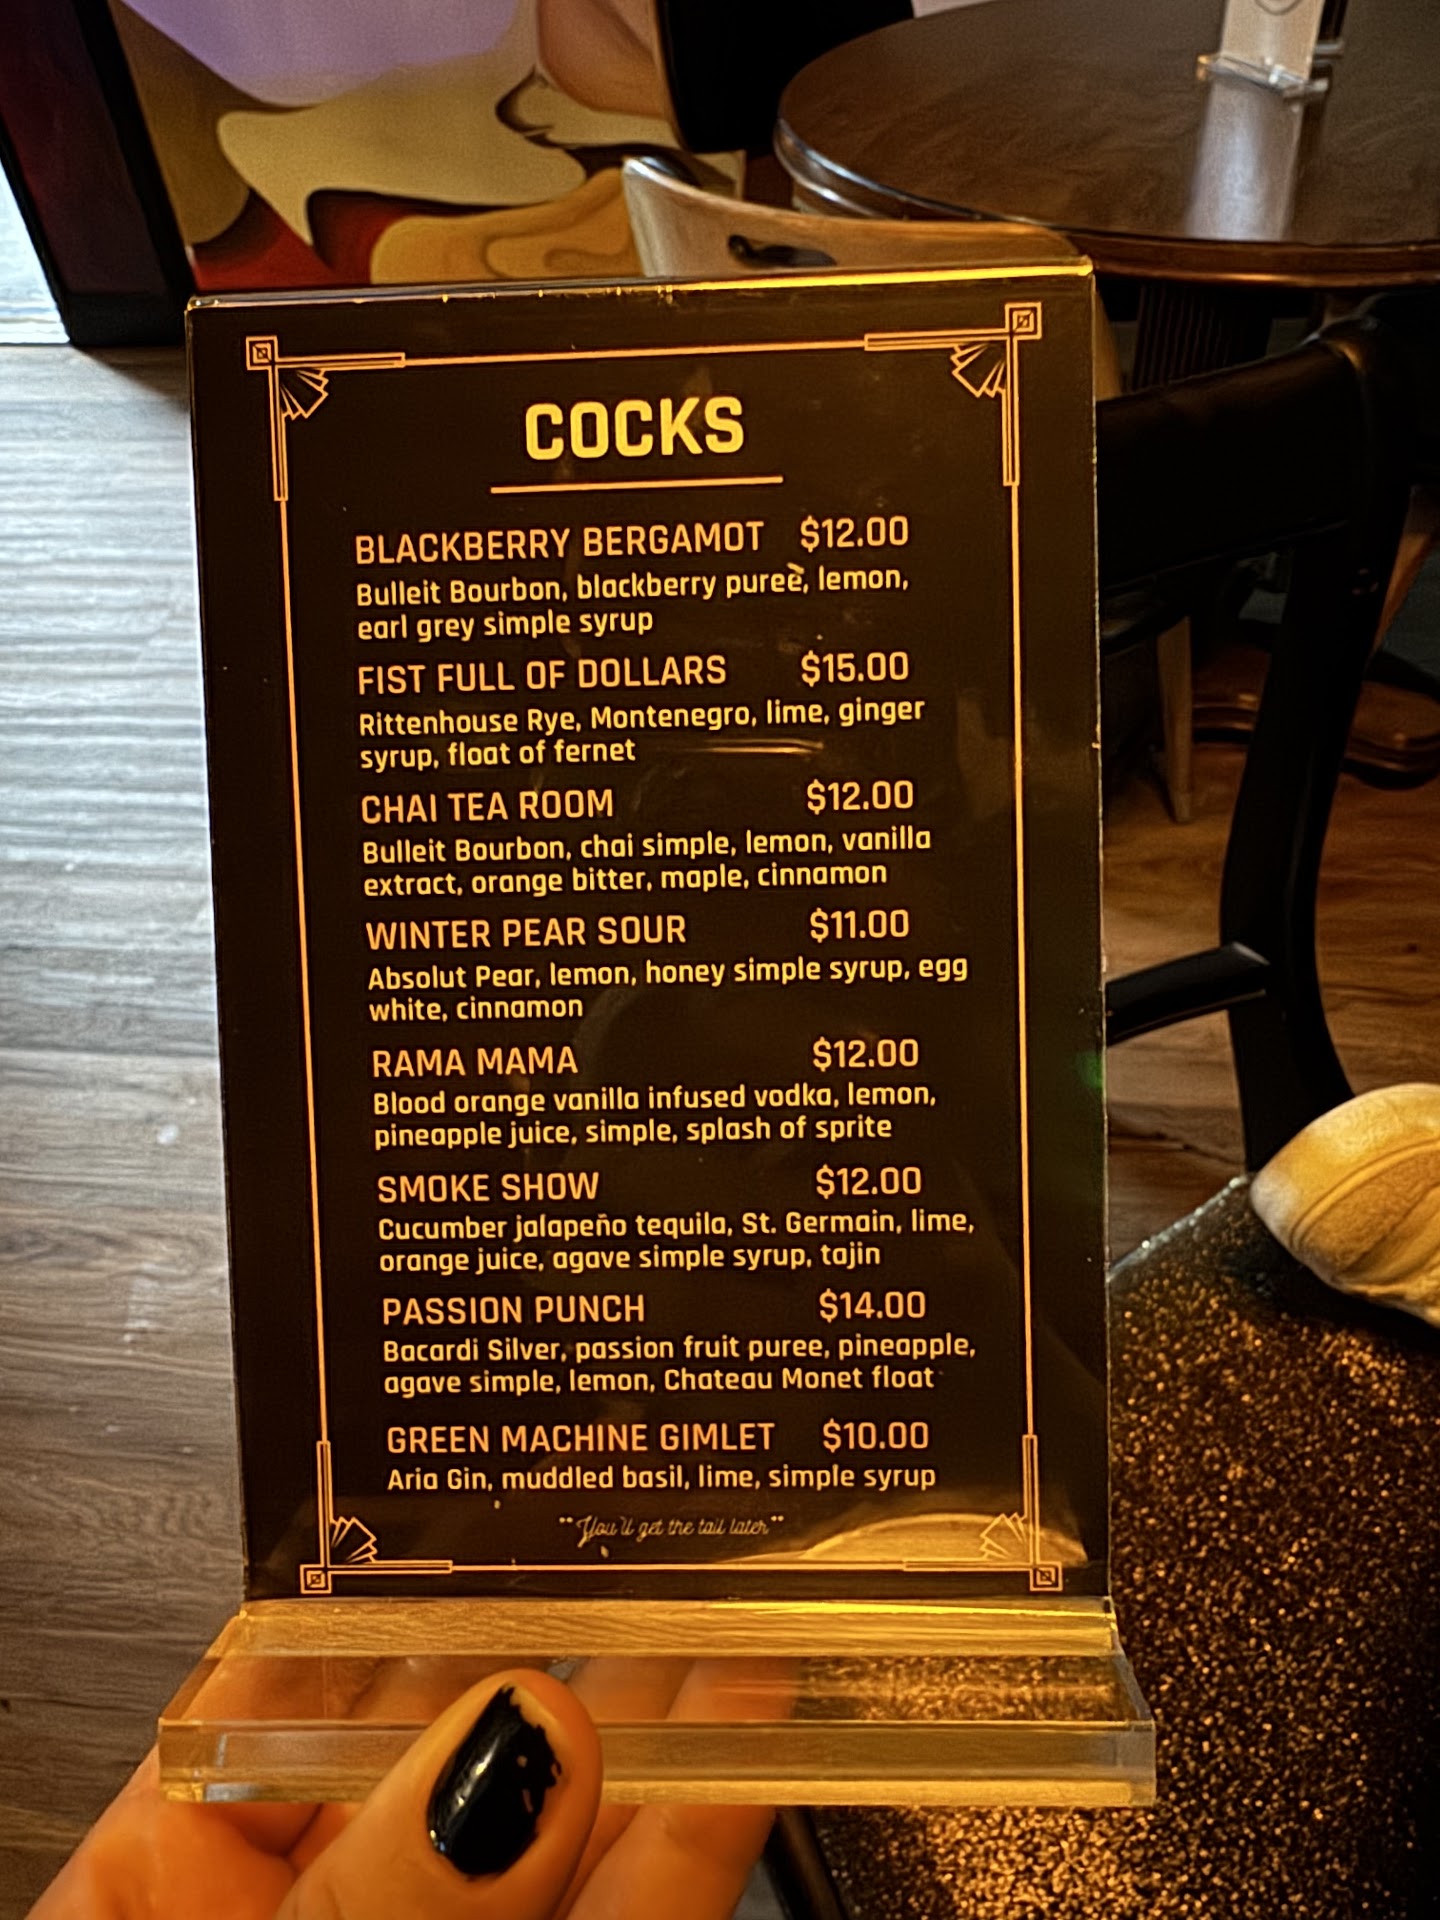 COCKS
BLACKBERRY BERGAMOT $12.00
Bulleit Bourbon, blackberry pureè, lemon,
earl grey simple syrup
FIST FULL OF DOLLARS $15.00
Rittenhouse Rye, Montenegro, lime, ginger
syrup, float of fernet
CHAI TEA ROOM $12.00
Bulleit Bourbon, chai simple, lemon, vanilla
extract, orange bitter, maple, cinnamon
WINTER PEAR SOUR $11.00
Absolut Pear, lemon, honey simple syrup, egg
white, cinnamon
RAMA MAMA $12.00
Blood orange vanilla infused vodka, lemon,
pineapple juice, simple, splash of sprite
SMOKE SHOW $12.00
Cucumber jalapeño tequila, St. Germain, lime,
orange juice, agave simple syrup, tajin
PASSION PUNCH $14.00
Bacardi Silver, passion fruit puree, pineapple,
agave simple, lemon, Chateau Monet float
GREEN MACHINE GIMLET $10.00
Aria Gin, muddled basil, lime, simple syrup
"You'll get the tail later"